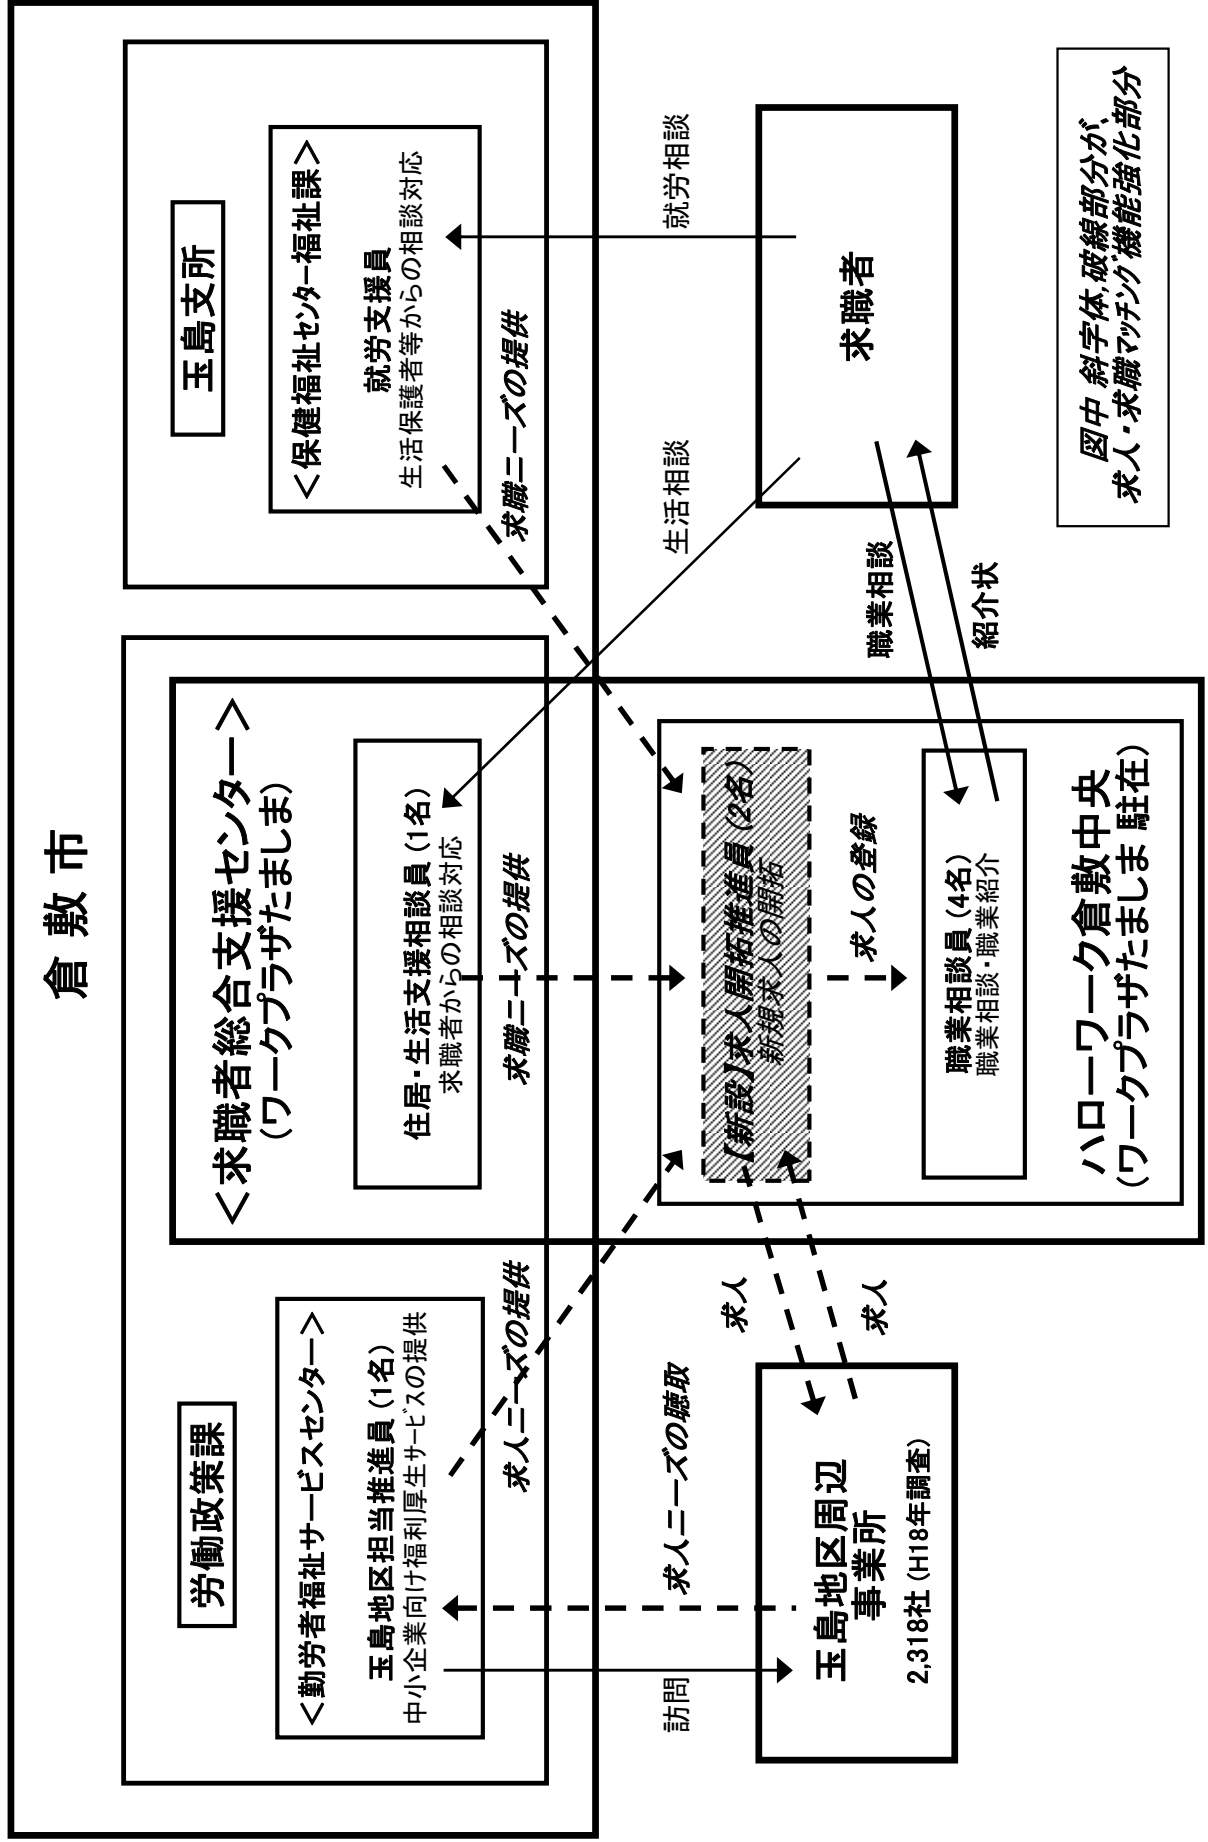 倉敷市
労働政策課
＜勤労者福祉サービスセンター＞
玉島地区担当推進員（1名）
中小企業向け福利厚生サービスの提供
＜求職者総合支援センター＞
（ワークプラザたましま）
住居・生活支援相談員（1名）
求職者からの相談対応
玉島支所
＜保健福祉センター福祉課＞
就労支援員
生活保護者等からの相談対応
求人ニーズの提供
求職ニーズの提供
求職ニーズの提供
訪問
求人ニーズの聴取
生活相談
就労相談
求人
求人
【新設】求人開拓推進員（2名）
新規求人の開拓
求人の登録
職業相談員（4名）
職業相談・職業紹介
ハローワーク倉敷中央
（ワークプラザたましま 駐在）
職業相談
紹介状
玉島地区周辺
事業所
2,318社（H18年調査）
求職者
図中 斜字体,破線部分が、
求人・求職マッチング機能強化部分